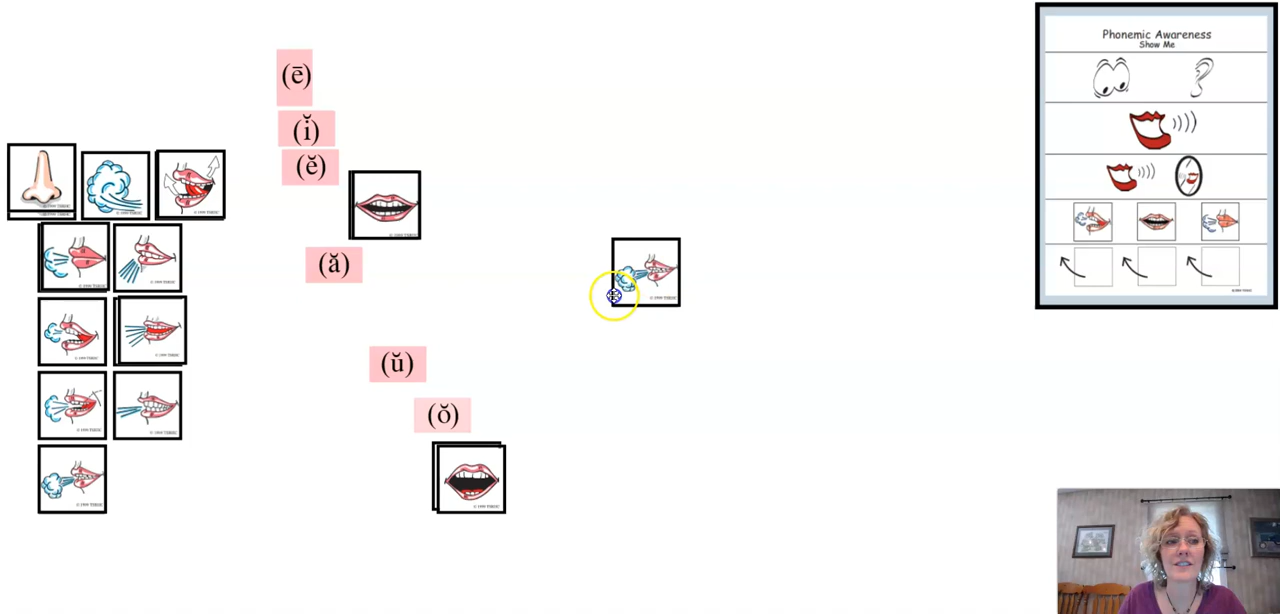 Phonemic Awareness
Show Me
(ē)
(ĭ)
(ĕ)
(ă)
(ŭ)
(ŏ)